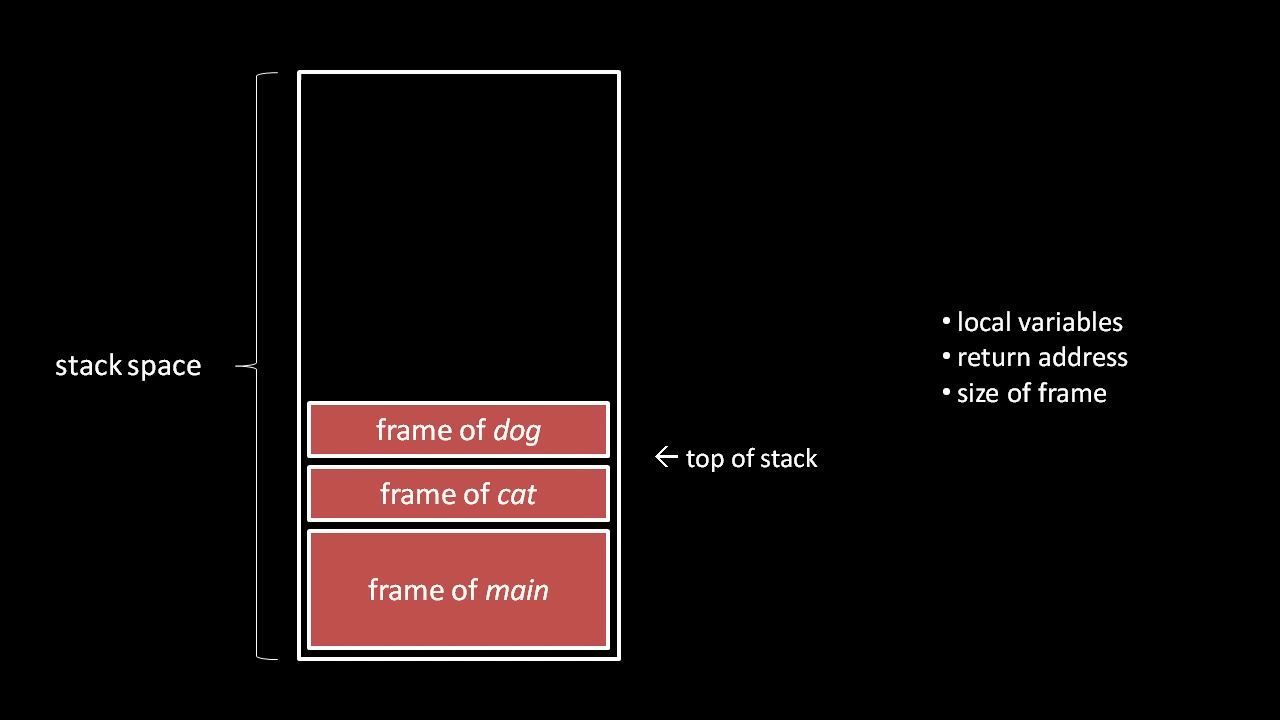 • local variables
• return address
stack space
• size of frame
frame of dog
← top of stack
frame of cat
frame of main